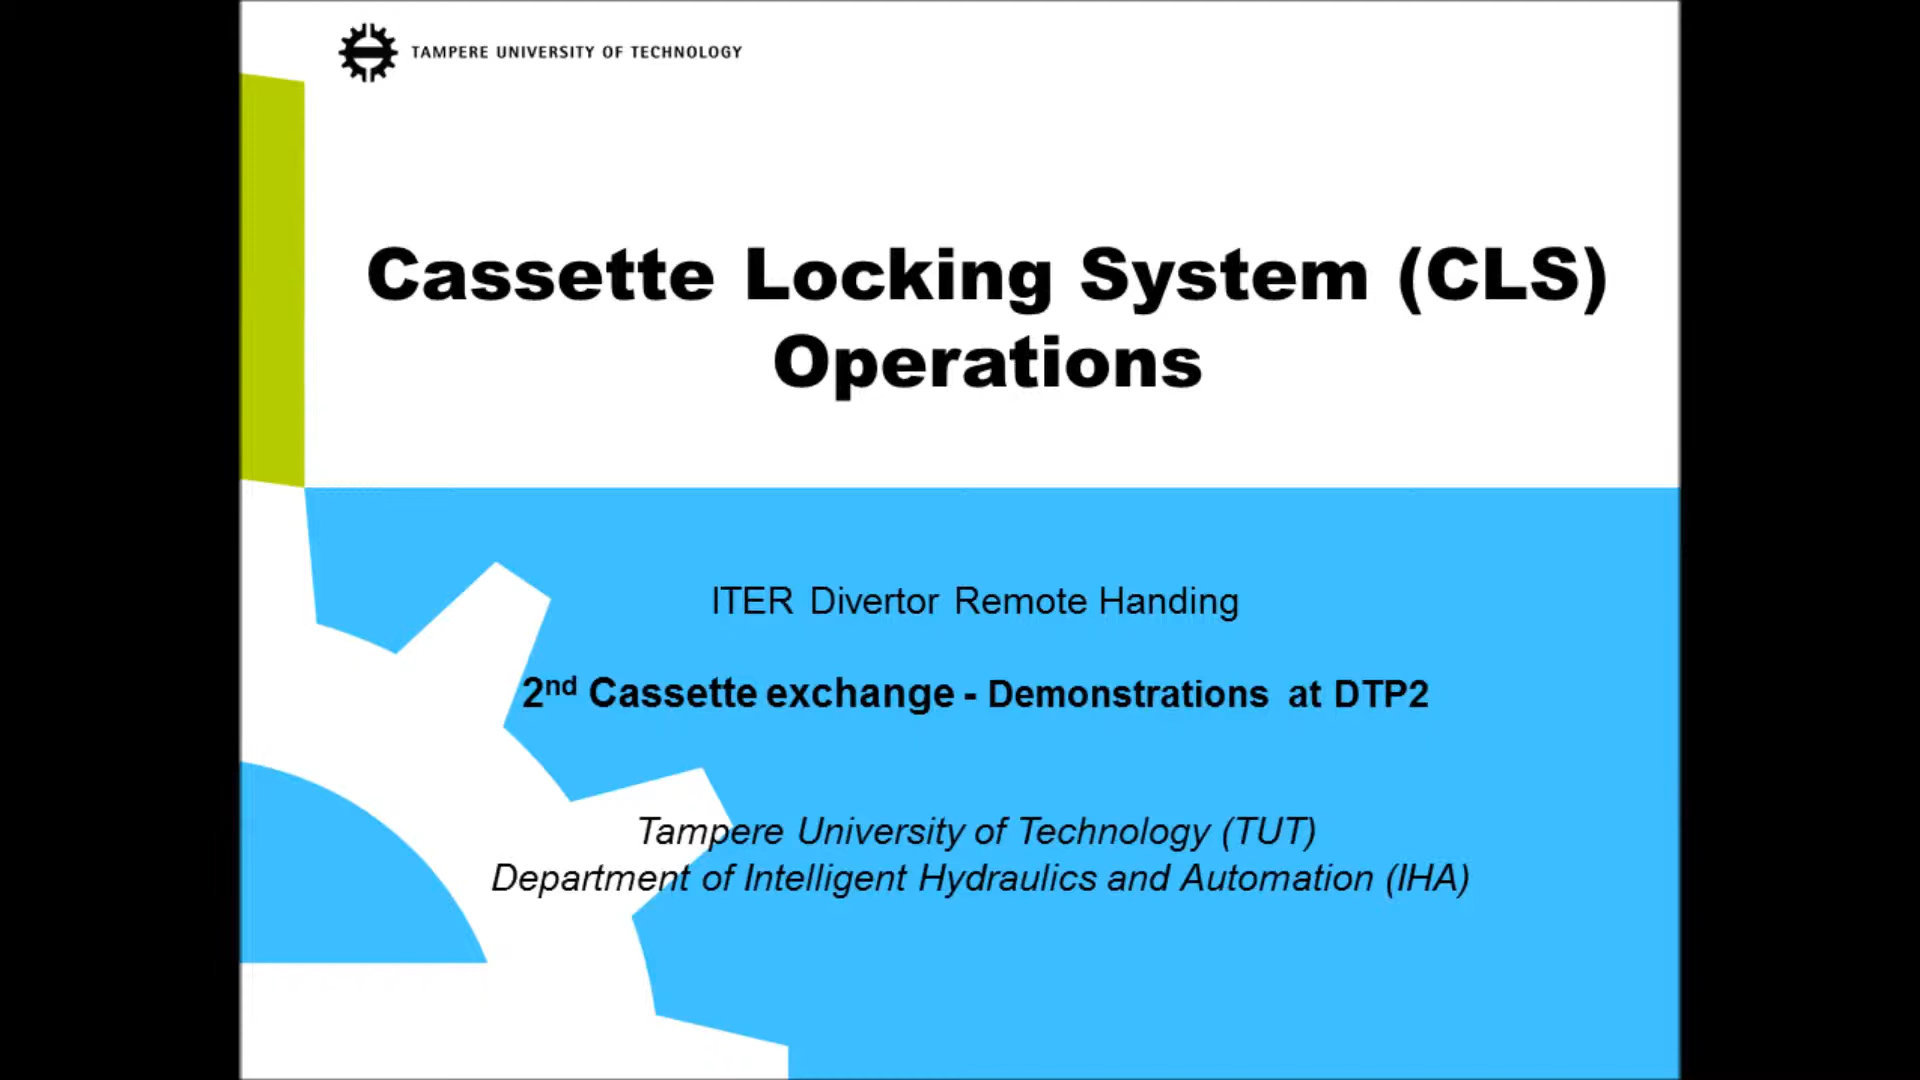 TAMPERE UNIVERSITY OF TECHNOLOGY
Cassette Locking System (CLS)
Operations
ITER Divertor Remote Handing
2nd Cassette exchange - Demonstrations at DTP2
Tampere University of Technology (TUT)
Department of Intelligent Hydraulics and Automation (IHA)